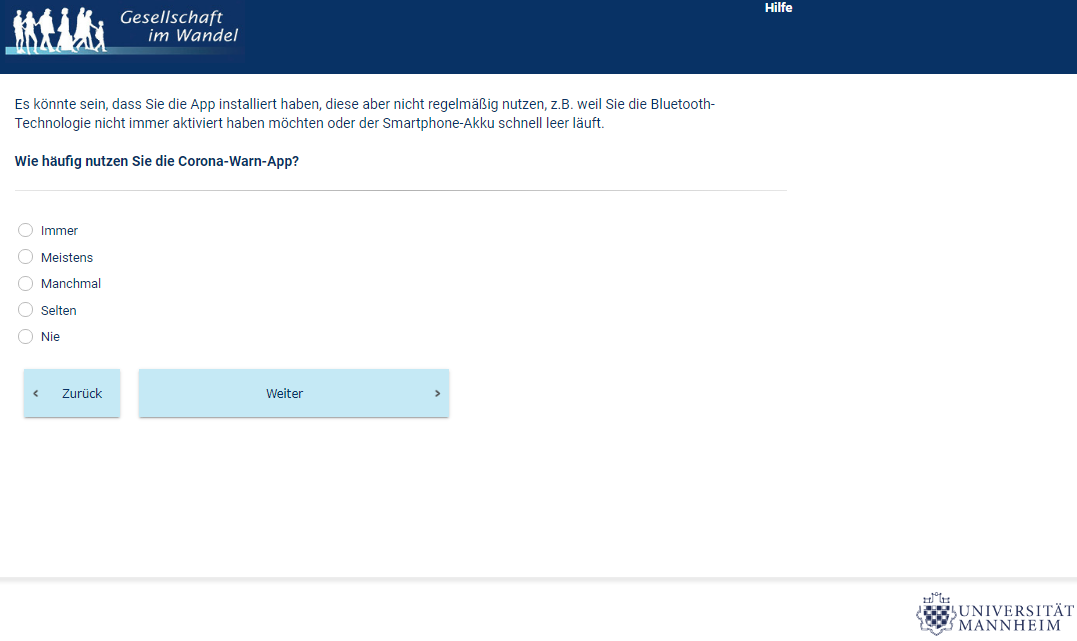 Gesellschaft
im Wandel
Hilfe
Es könnte sein, dass Sie die App installiert haben, diese aber nicht regelmäßig nutzen, z.B. weil Sie die Bluetooth-
Technologie nicht immer aktiviert haben möchten oder der Smartphone-Akku schnell leer läuft.
Wie häufig nutzen Sie die Corona-Warn-App?
Immer
Meistens
Manchmal
Selten
Nie
‹ Zurück
Weiter ›
UNIVERSITÄT
MANNHEIM